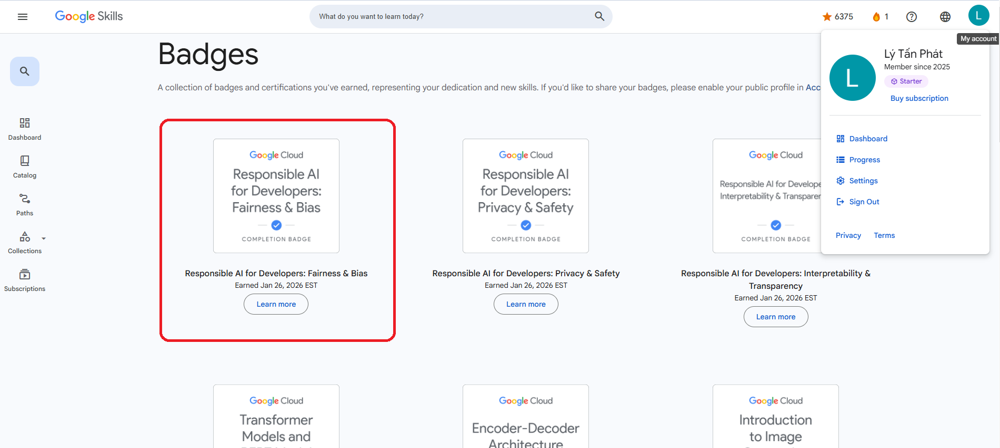 Google Skills
What do you want to learn today?
6375
1
L
My account
Badges
A collection of badges and certifications you've earned, representing your dedication and new skills. If you'd like to share your badges, please enable your public profile in Acc
L
Lý Tấn Phát
Member since 2025
Starter
Buy subscription
Dashboard
Progress
Settings
Sign Out
Privacy Terms
Dashboard
Catalog
Paths
Collections
Subscriptions
Google Cloud
Responsible AI
for Developers:
Fairness & Bias
COMPLETION BADGE
Responsible AI for Developers: Fairness & Bias
Earned Jan 26, 2026 EST
Learn more
Google Cloud
Responsible AI
for Developers:
Privacy & Safety
COMPLETION BADGE
Responsible AI for Developers: Privacy & Safety
Earned Jan 26, 2026 EST
Learn more
Google Cloud
Responsible AI for Develope
Interpretability & Transparen
COMPLETION BADGE
Responsible AI for Developers: Interpretability &
Transparency
Earned Jan 26, 2026 EST
Learn more
Google Cloud
Transformer
Models and
Google Cloud
Encoder-Decoder
Architecture
Google Cloud
Introduction
to Image